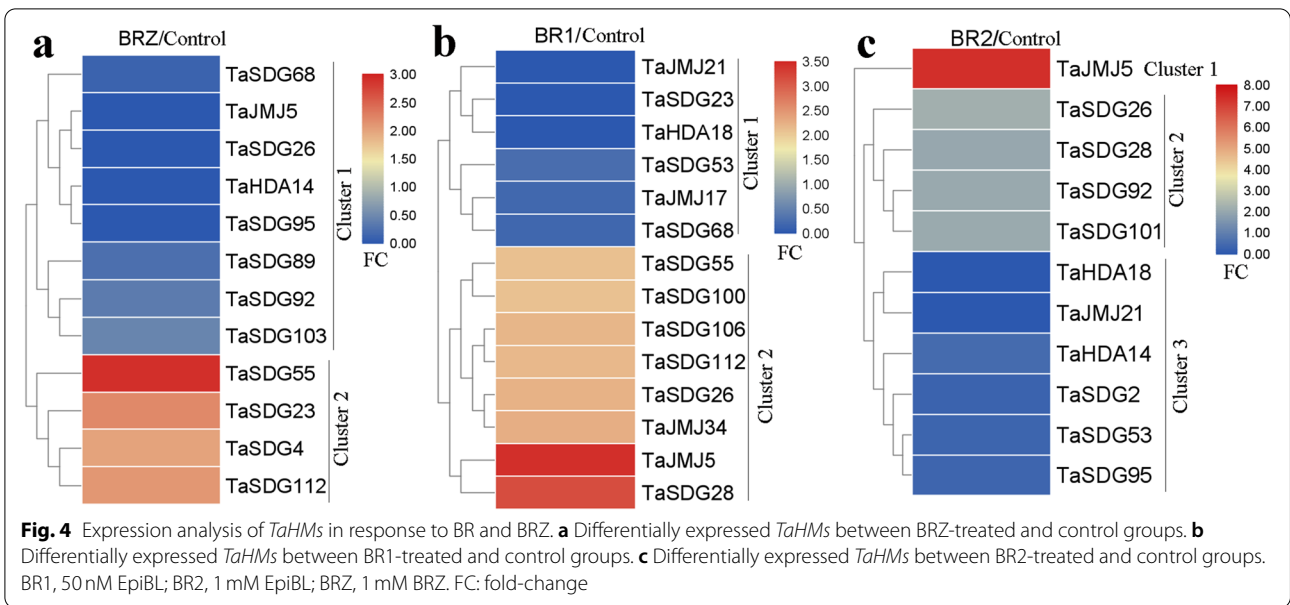 a
BRZ/Control
TaSDG68
TaJMJ5
TaSDG26
TaHDA14
TaSDG95
TaSDG89
TaSDG92
TaSDG103
TaSDG55
TaSDG23
TaSDG4
TaSDG112
Cluster 1
Cluster 2
3.00
2.50
2.00
1.50
1.00
0.50
0.00
FC
b
BR1/Control
TaJMJ21
TaSDG23
TaHDA18
TaSDG53
TaJMJ17
TaSDG68
TaSDG55
TaSDG100
TaSDG106
TaSDG112
TaSDG26
TaJMJ34
TaJMJ5
TaSDG28
Cluster 1
Cluster 2
3.50
3.00
2.50
2.00
1.50
1.00
0.50
0.00
FC
c
BR2/Control
TaJMJ5 Cluster 1
TaSDG26
TaSDG28
TaSDG92
TaSDG101
TaHDA18
TaJMJ21
TaHDA14
TaSDG2
TaSDG53
TaSDG95
Cluster 2
Cluster 3
8.00
7.00
6.00
5.00
4.00
3.00
2.00
1.00
0.00
FC
Fig. 4 Expression analysis of TaHMs in response to BR and BRZ. a Differentially expressed TaHMs between BRZ-treated and control groups. b
Differentially expressed TaHMs between BR1-treated and control groups. c Differentially expressed TaHMs between BR2-treated and control groups.
BR1, 50 nM EpiBL; BR2, 1 mM EpiBL; BRZ, 1 mM BRZ. FC: fold-change